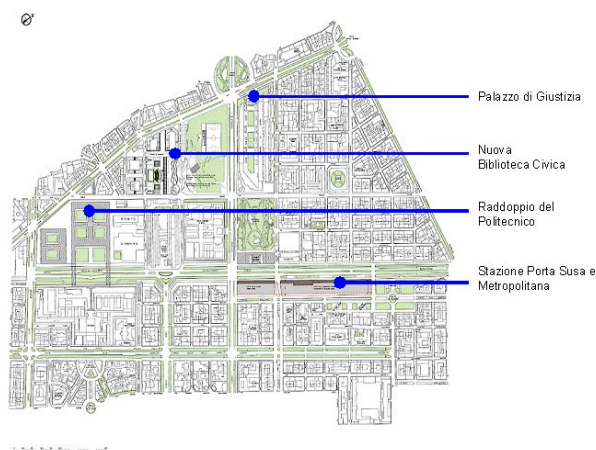 Palazzo di Giustizia
Nuova
Biblioteca Civica
Raddoppio del
Politecnico
Stazione Porta Susa e
Metropolitana